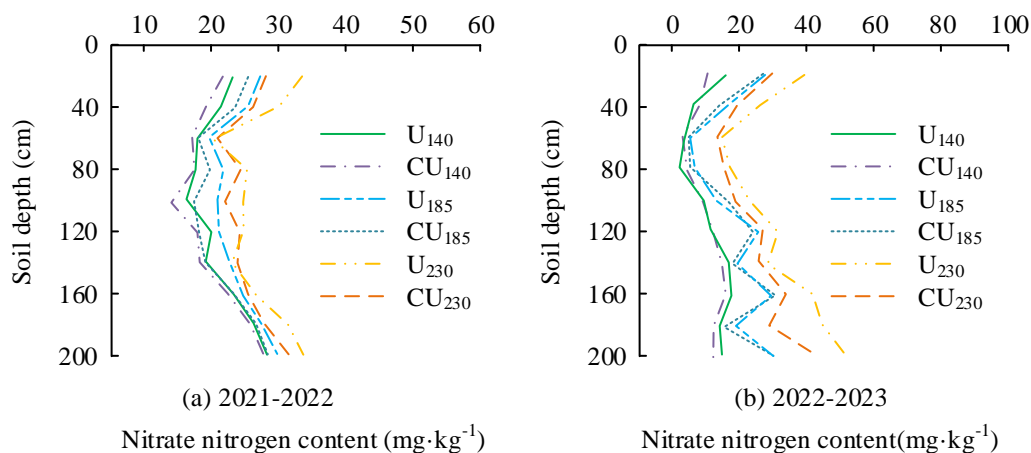 10 20 30 40 50 60
0
40
80
120
160
200
Soil depth (cm)
U₁₄₀
CU₁₄₀
U₁₈₅
CU₁₈₅
U₂₃₀
CU₂₃₀
(a) 2021-2022
Nitrate nitrogen content (mg·kg⁻¹)
0 20 40 60 80 100
0
40
80
120
160
200
Soil depth (cm)
U₁₄₀
CU₁₄₀
U₁₈₅
CU₁₈₅
U₂₃₀
CU₂₃₀
(b) 2022-2023
Nitrate nitrogen content(mg·kg⁻¹)